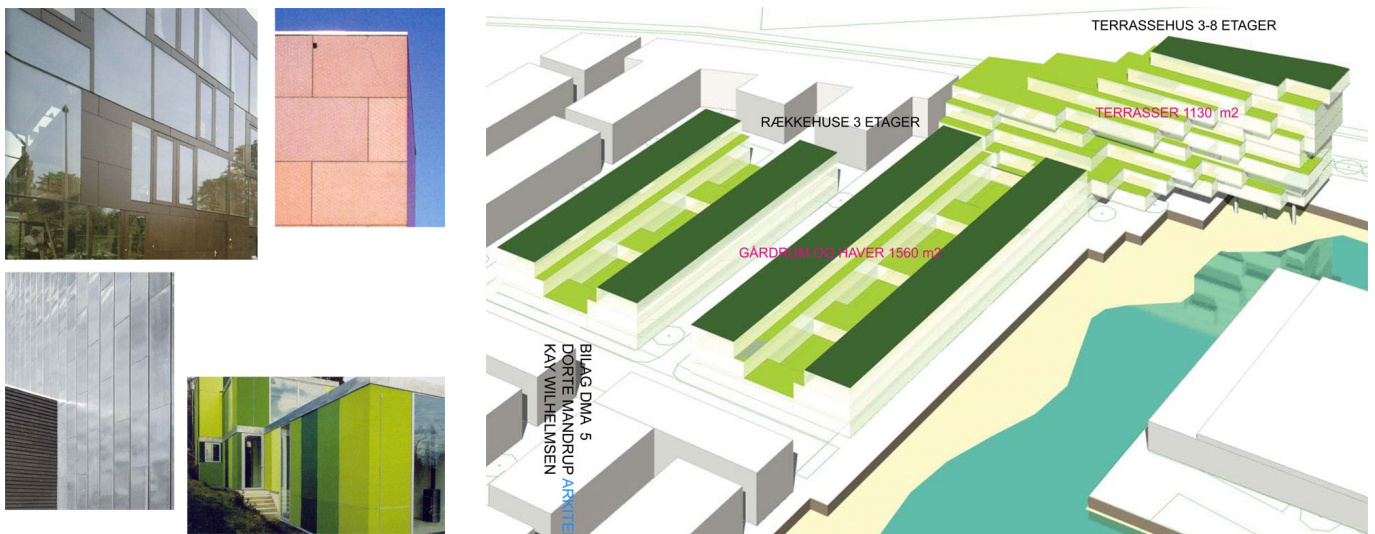 TERRASSEHUS 3-8 ETAGER
TERRASSER 1130 m2
RÆKKEHUSE 3 ETAGER
GÅRDRUM OG HAVER 1560 m2
BILAG DMA 5
DORTE MANDRUP ARKITE
KAY WILHELMSEN